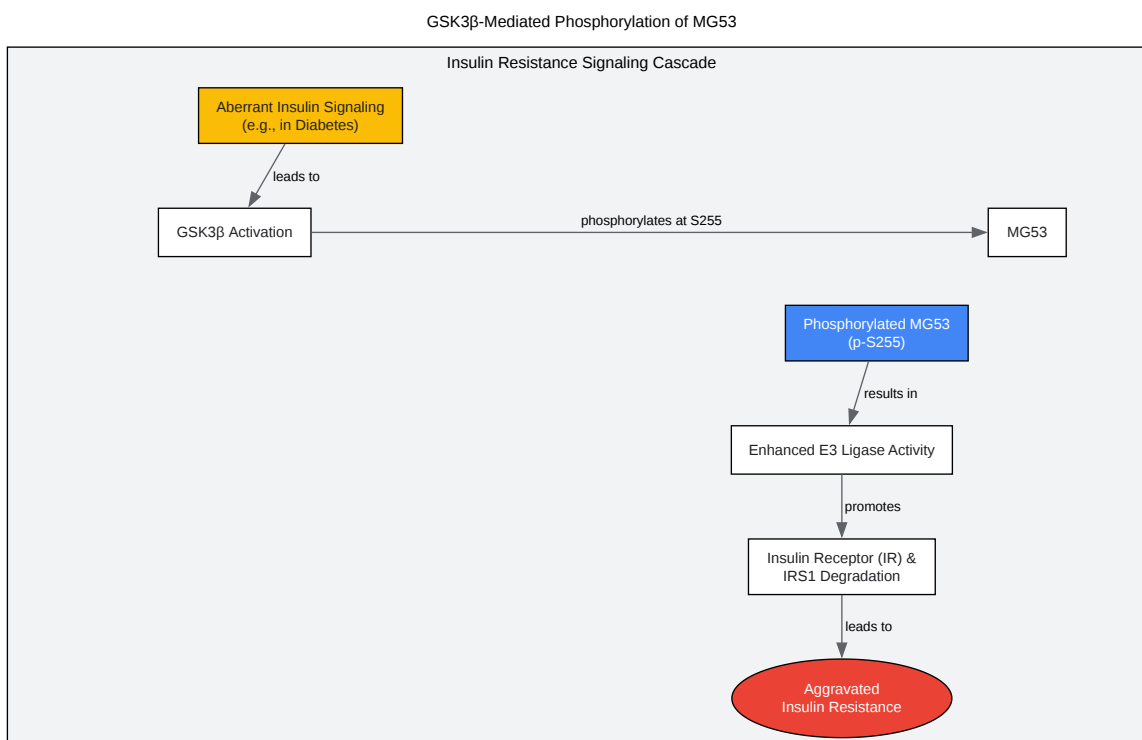 GSK3β-Mediated Phosphorylation of MG53
Insulin Resistance Signaling Cascade
Aberrant Insulin Signaling
(e.g., in Diabetes)
leads to
GSK3β Activation
phosphorylates at S255
MG53
Phosphorylated MG53
(p-S255)
results in
Enhanced E3 Ligase Activity
promotes
Insulin Receptor (IR) &
IRS1 Degradation
leads to
Aggravated
Insulin Resistance